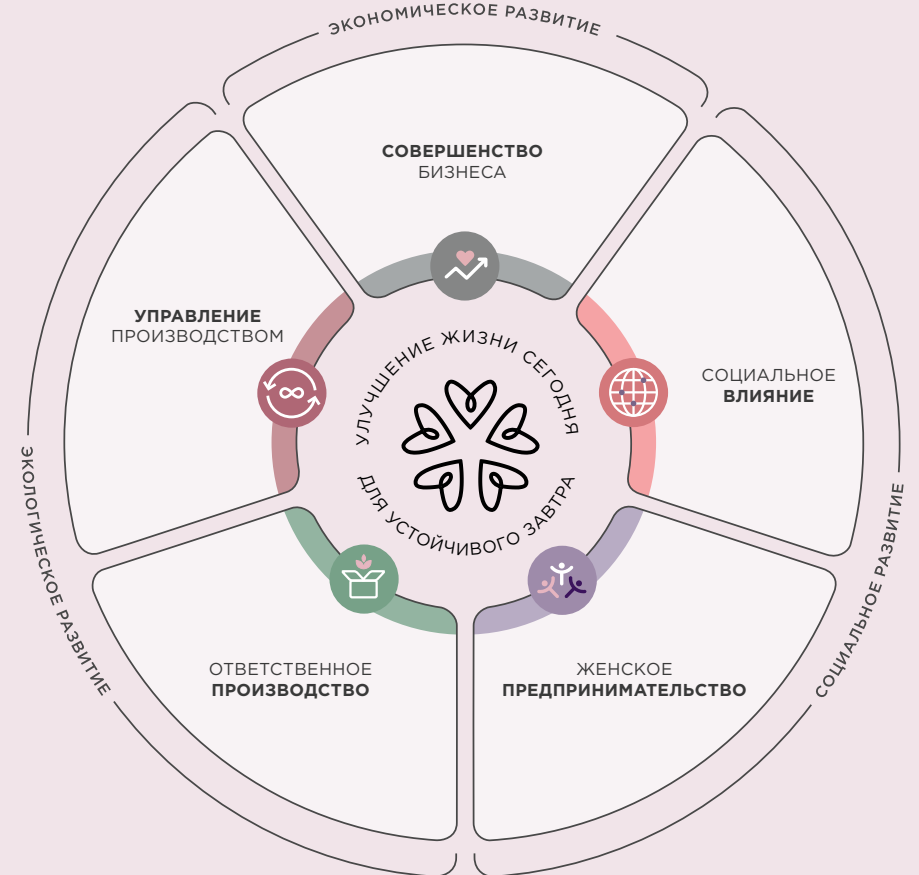 ЭКОНОМИЧЕСКОЕ РАЗВИТИЕ
СОВЕРШЕНСТВО
БИЗНЕСА
УПРАВЛЕНИЕ
ПРОИЗВОДСТВОМ
СОЦИАЛЬНОЕ
ВЛИЯНИЕ
УЛУЧШЕНИЕ ЖИЗНИ СЕГОДНЯ
ДЛЯ УСТОЙЧИВОГО ЗАВТРА
ЭКОЛОГИЧЕСКОЕ РАЗВИТИЕ
СОЦИАЛЬНОЕ РАЗВИТИЕ
ОТВЕТСТВЕННОЕ
ПРОИЗВОДСТВО
ЖЕНСКОЕ
ПРЕДПРИНИМАТЕЛЬСТВО